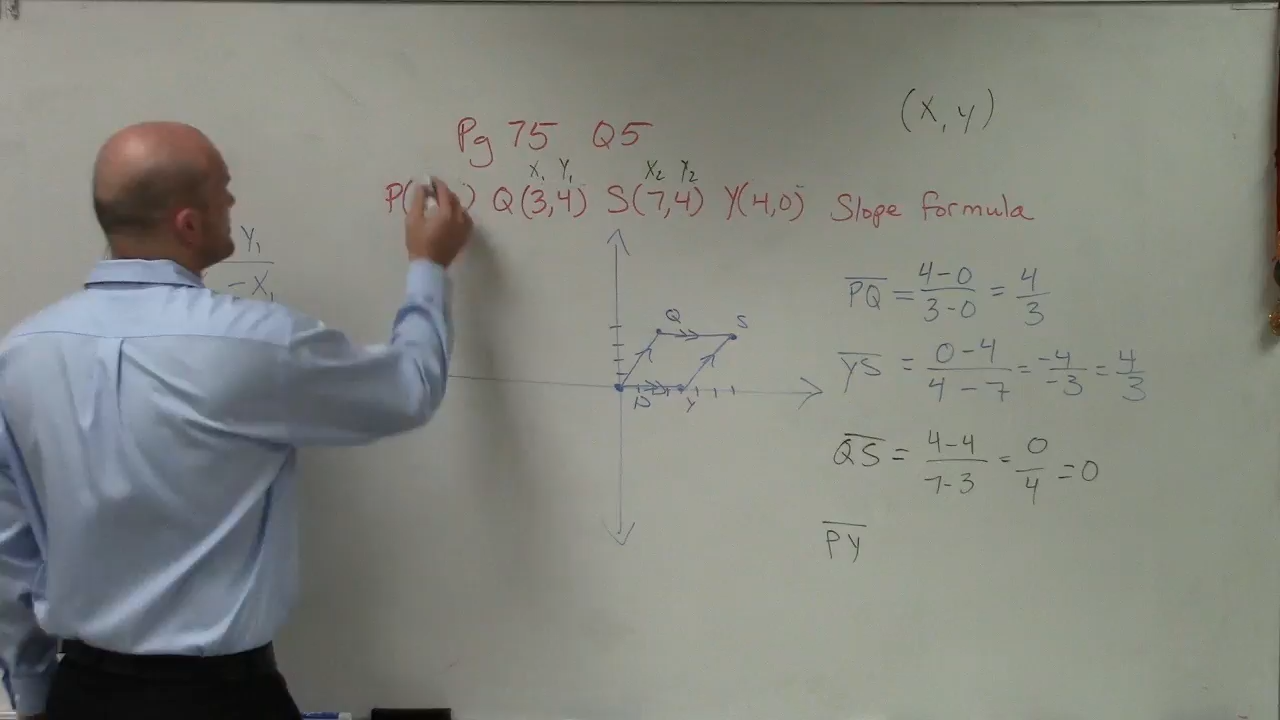 (X, y)
Pg 75 Q5
X₁ Y₁ X₂ Y₂
P( ) Q(3,4) S(7,4) Y(4,0) Slope formula
Y₁
-X₁
Q S
P Y
PQ = 4-0/3-0 = 4/3
YS = 0-4/4-7 = -4/-3 = 4/3
QS = 4-4/7-3 = 0/4 = 0
PY